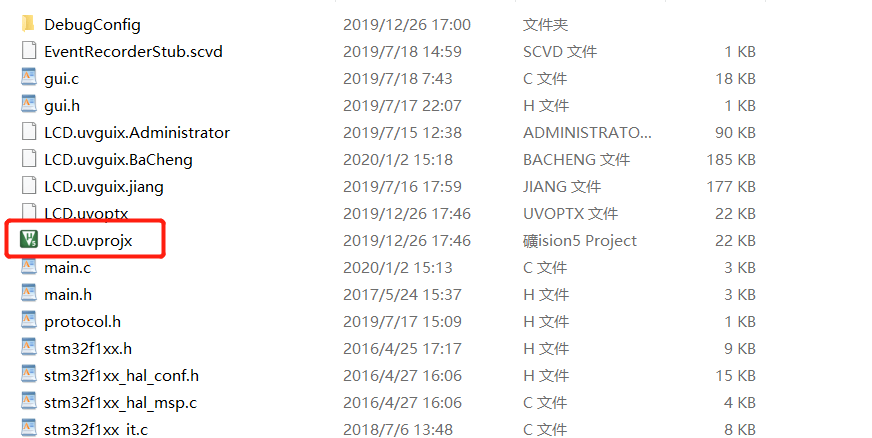 DebugConfig 2019/12/26 17:00 文件夹
EventRecorderStub.scvd 2019/7/18 14:59 SCVD 文件 1 KB
gui.c 2019/7/18 7:43 C 文件 18 KB
gui.h 2019/7/17 22:07 H 文件 1 KB
LCD.uvguix.Administrator 2019/7/15 12:38 ADMINISTRATO... 90 KB
LCD.uvguix.BaCheng 2020/1/2 15:18 BACHENG 文件 185 KB
LCD.uvguix.jiang 2019/7/16 17:59 JIANG 文件 177 KB
LCD.uvoptx 2019/12/26 17:46 UVOPTX 文件 22 KB
LCD.uvprojx 2019/12/26 17:46 礦ision5 Project 22 KB
main.c 2020/1/2 15:13 C 文件 3 KB
main.h 2017/5/24 15:37 H 文件 3 KB
protocol.h 2019/7/17 15:09 H 文件 1 KB
stm32f1xx.h 2016/4/25 17:17 H 文件 9 KB
stm32f1xx_hal_conf.h 2016/4/27 16:06 H 文件 15 KB
stm32f1xx_hal_msp.c 2016/4/27 16:06 C 文件 4 KB
stm32f1xx_it.c 2018/7/6 13:48 C 文件 8 KB